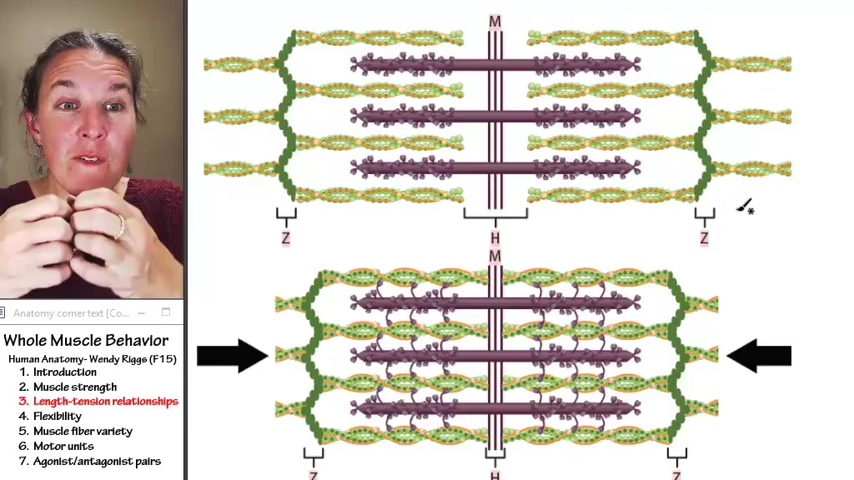 M
Z
H
Z
M
Z
H
Z
Anatomy corner text [Co...
Whole Muscle Behavior
Human Anatomy- Wendy Riggs (F15)
1. Introduction
2. Muscle strength
3. Length-tension relationships
4. Flexibility
5. Muscle fiber variety
6. Motor units
7. Agonist/antagonist pairs